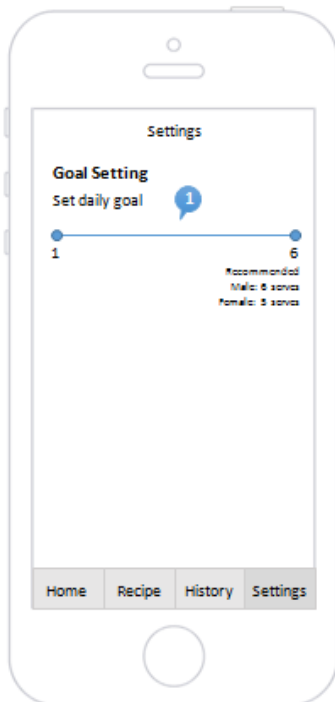 Settings
Goal Setting
Set daily goal
1
1 6
Recommended
Male: 6 serves
Female: 5 serves
Home Recipe History Settings